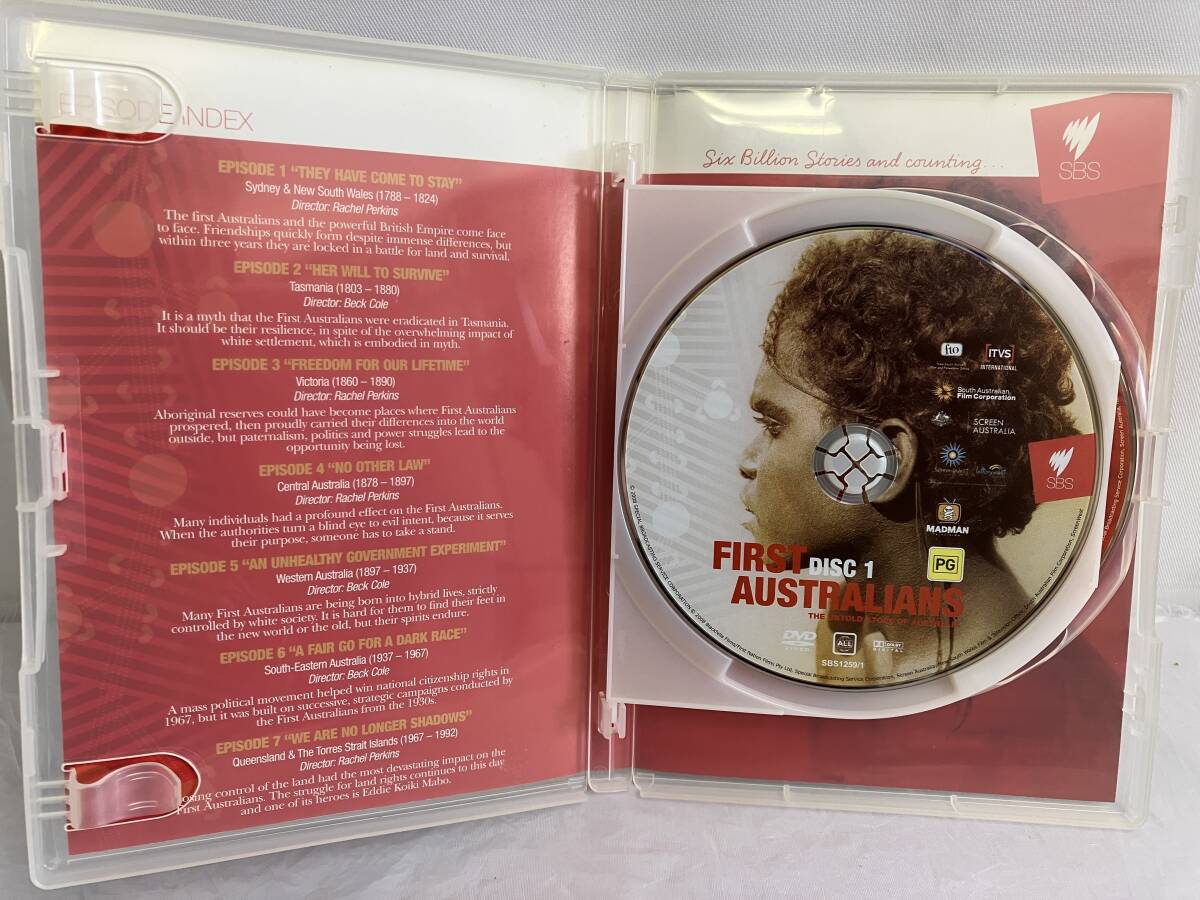 EPISODE INDEX
EPISODE 1 "THEY HAVE COME TO STAY"
Sydney & New South Wales (1788 – 1824)
Director: Rachel Perkins
The first Australians and the powerful British Empire come face
to face. Friendships quickly form despite immense differences, but
within three years they are locked in a battle for land and survival.
EPISODE 2 "HER WILL TO SURVIVE"
Tasmania (1803 – 1880)
Director: Beck Cole
It is a myth that the First Australians were eradicated in Tasmania.
It should be their resilience, in spite of the overwhelming impact of
white settlement, which is embodied in myth.
EPISODE 3 "FREEDOM FOR OUR LIFETIME"
Victoria (1860 – 1890)
Director: Rachel Perkins
Aboriginal reserves could have become places where First Australians
prospered, then proudly carried their differences into the world
outside, but paternalism, politics and power struggles lead to the
opportunity being lost.
EPISODE 4 "NO OTHER LAW"
Central Australia (1878 – 1897)
Director: Rachel Perkins
Many individuals had a profound effect on the First Australians.
When the authorities turn a blind eye to evil intent, because it serves
their purpose, someone has to take a stand.
EPISODE 5 "AN UNHEALTHY GOVERNMENT EXPERIMENT"
Western Australia (1897 – 1937)
Director: Beck Cole
Many First Australians are being born into hybrid lives, strictly
controlled by white society. It is hard for them to find their feet in
the new world or the old, but their spirits endure.
EPISODE 6 "A FAIR GO FOR A DARK RACE"
South-Eastern Australia (1937 – 1967)
Director: Beck Cole
A mass political movement helped win national citizenship rights in
1967, but it was built on successive, strategic campaigns conducted by
the First Australians from the 1930s.
EPISODE 7 "WE ARE NO LONGER SHADOWS"
Queensland & The Torres Strait Islands (1967 – 1992)
Director: Rachel Perkins
osing control of the land had the most devastating impact on the
First Australians. The struggle for land rights continues to this day
and one of its heroes is Eddie Koiki Mabo.
Six Billion Stories and counting...
SBS
fto
ITVS
INTERNATIONAL
South Australian
Film Corporation
SCREEN
AUSTRALIA
SBS
MADMAN
PG
FIRST DISC 1
AUSTRALIANS
THE UNTOLD STORY OF AUSTRALIA
DVD
VIDEO
ALL
DOLBY
DIGITAL
SBS1259/1